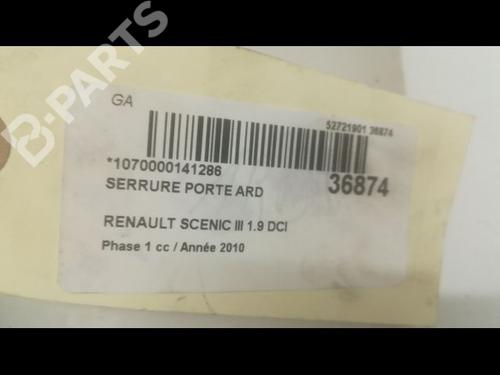 B-PARTS
GA
52721901 36874
*1070000141286
SERRURE PORTE ARD
36874
RENAULT SCENIC III 1.9 DCI
Phase 1 cc / Année 2010